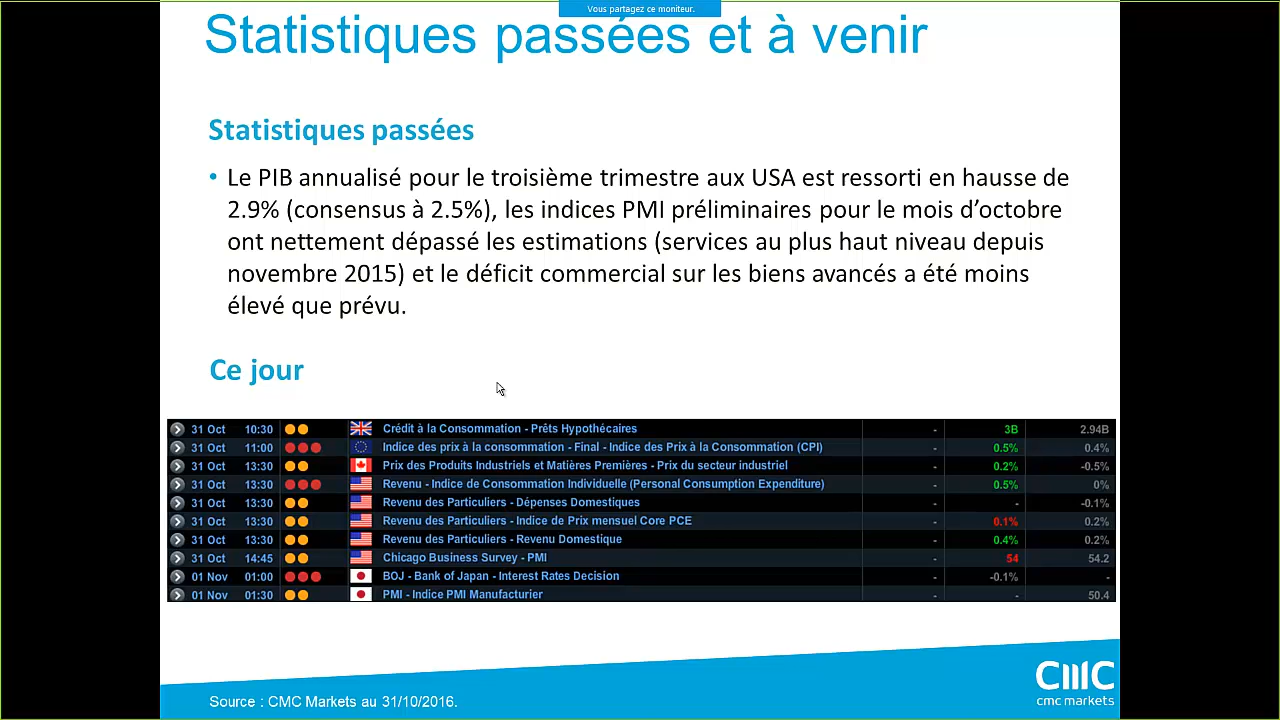 Vous partagez ce moniteur.
Statistiques passées et à venir
Statistiques passées
• Le PIB annualisé pour le troisième trimestre aux USA est ressorti en hausse de
2.9% (consensus à 2.5%), les indices PMI préliminaires pour le mois d’octobre
ont nettement dépassé les estimations (services au plus haut niveau depuis
novembre 2015) et le déficit commercial sur les biens avancés a été moins
élevé que prévu.
Ce jour
31 Oct 10:30 Crédit à la Consommation - Prêts Hypothécaires - 3B 2.94B
31 Oct 11:00 Indice des prix à la consommation - Final - Indice des Prix à la Consommation (CPI) - 0.5% 0.4%
31 Oct 13:30 Prix des Produits Industriels et Matières Premières - Prix du secteur industriel - 0.2% -0.5%
31 Oct 13:30 Revenu - Indice de Consommation Individuelle (Personal Consumption Expenditure) - 0.5% 0%
31 Oct 13:30 Revenu des Particuliers - Dépenses Domestiques - - -0.1%
31 Oct 13:30 Revenu des Particuliers - Indice de Prix mensuel Core PCE - 0.1% 0.2%
31 Oct 13:30 Revenu des Particuliers - Revenu Domestique - 0.4% 0.2%
31 Oct 14:45 Chicago Business Survey - PMI - 54 54.2
01 Nov 01:00 BOJ - Bank of Japan - Interest Rates Decision - -0.1% -
01 Nov 01:30 PMI - Indice PMI Manufacturier - - 50.4
Source : CMC Markets au 31/10/2016.
CMC
cmc markets